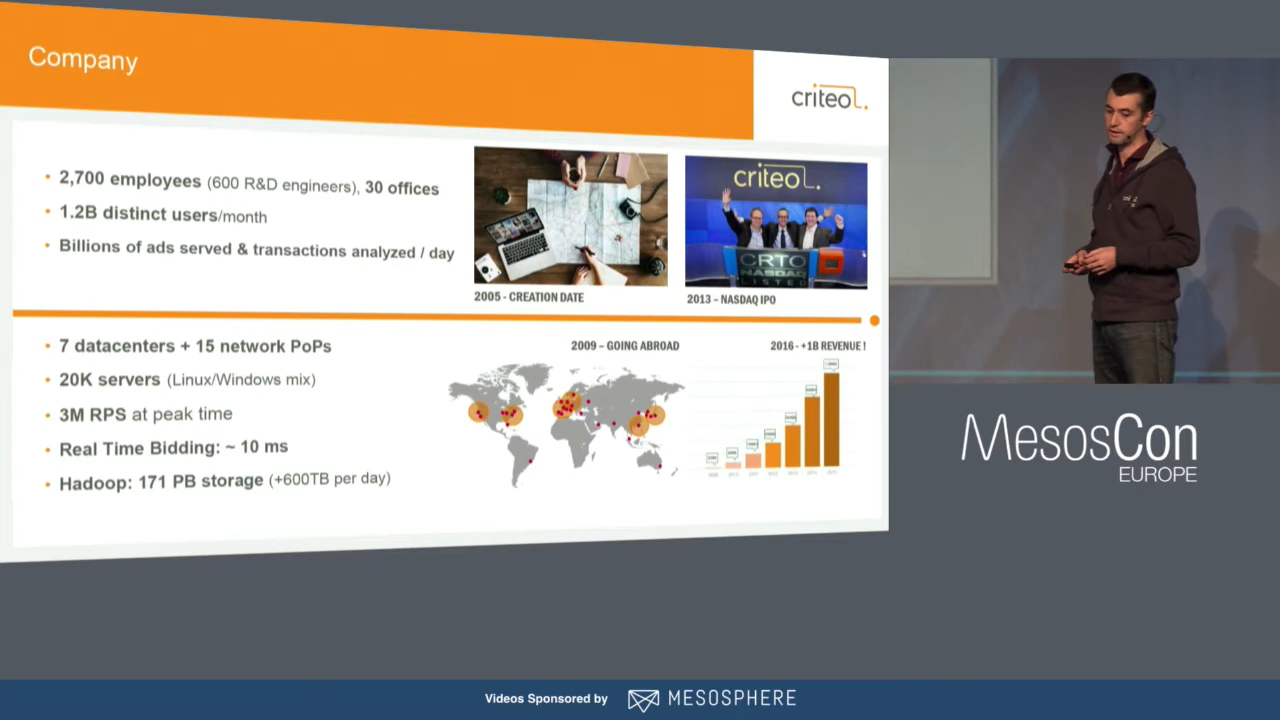 Company
criteo
2,700 employees (600 R&D engineers), 30 offices
1.2B distinct users/month
Billions of ads served & transactions analyzed / day
criteo
CRTO
NASDAQ
LISTED
2005 - CREATION DATE
2013 – NASDAQ IPO
7 datacenters + 15 network PoPs
20K servers (Linux/Windows mix)
3M RPS at peak time
Real Time Bidding: ~ 10 ms
Hadoop: 171 PB storage (+600TB per day)
2009 – GOING ABROAD
2016 - +1B REVENUE !
MesosCon
EUROPE
Videos Sponsored by
MESOSPHERE